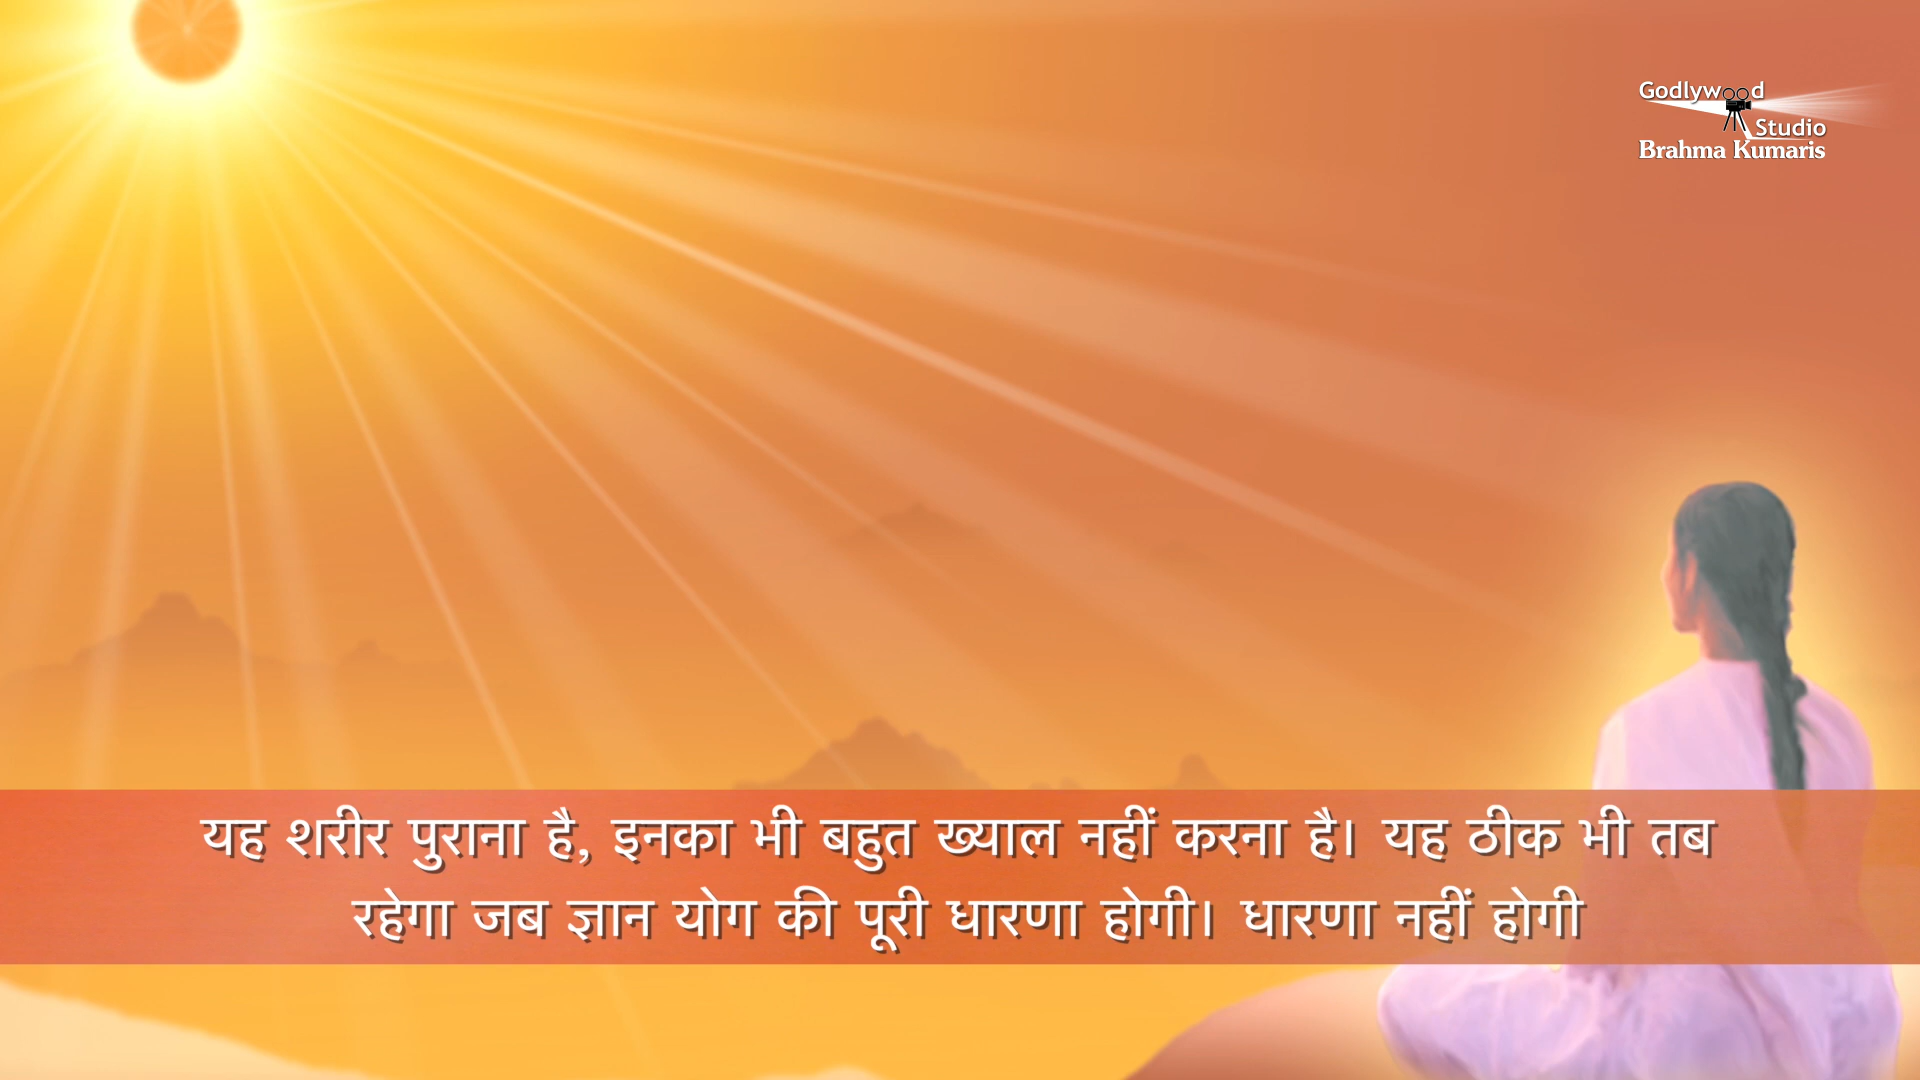 Godlywood
Studio
Brahma Kumaris
यह शरीर पुराना है, इनका भी बहुत ख्याल नहीं करना है। यह ठीक भी तब
रहेगा जब ज्ञान योग की पूरी धारणा होगी। धारणा नहीं होगी